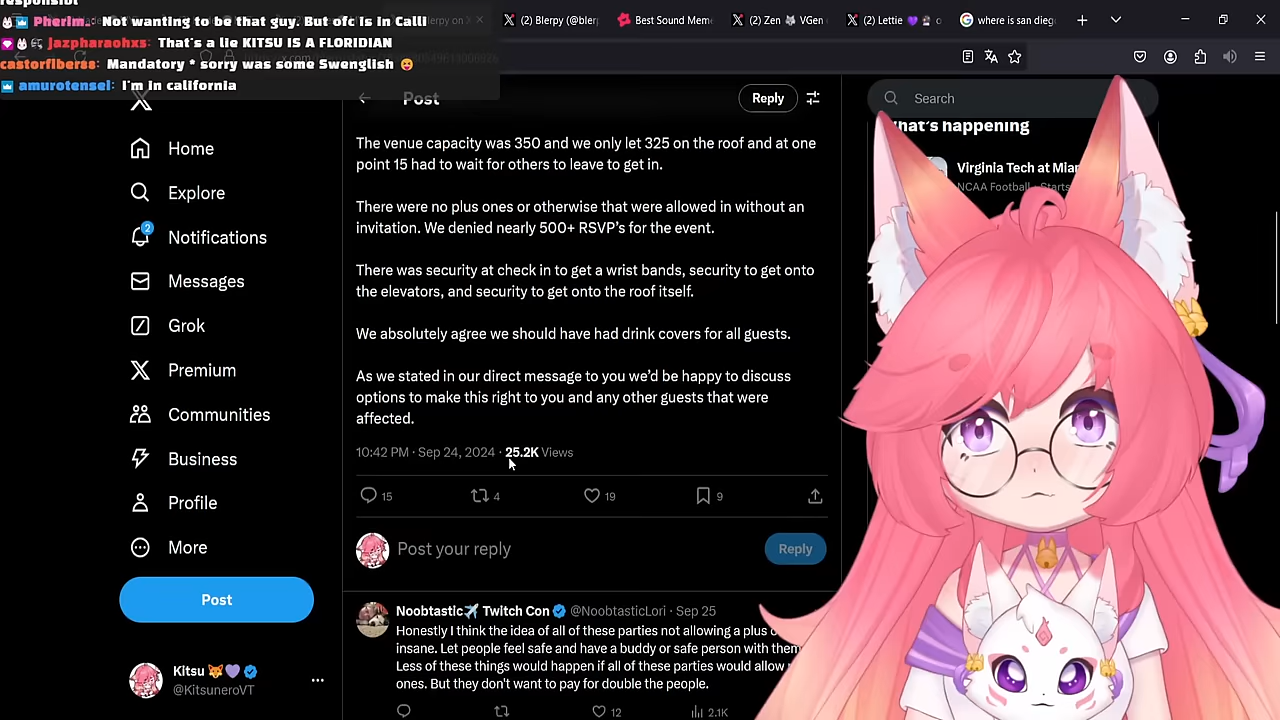 responsibl
Pherim.: Not wanting to be that guy. But ofc is in Calli
jazpharaohxs: That's a lie KITSU IS A FLORIDIAN
castorfiberas: Mandatory * sorry was some Swenglish
amurotensei: I'm in california
erpy on X
(2) Blerpy (@bler
Best Sound Mem
(2) Zen VGen
(2) Lettie
where is san dieg
Post
Reply
The venue capacity was 350 and we only let 325 on the roof and at one
point 15 had to wait for others to leave to get in.
There were no plus ones or otherwise that were allowed in without an
invitation. We denied nearly 500+ RSVP's for the event.
There was security at check in to get a wrist bands, security to get onto
the elevators, and security to get onto the roof itself.
We absolutely agree we should have had drink covers for all guests.
As we stated in our direct message to you we'd be happy to discuss
options to make this right to you and any other guests that were
affected.
10:42 PM · Sep 24, 2024 · 25.2K Views
15 4 19 9
Post your reply
Reply
Noobtastic Twitch Con @NoobtasticLori · Sep 25
Honestly I think the idea of all of these parties not allowing a plus o
insane. Let people feel safe and have a buddy or safe person with them
Less of these things would happen if all of these parties would allow
ones. But they don't want to pay for double the people.
12 2.1K
Home
Explore
2
Notifications
Messages
Grok
Premium
Communities
Business
Profile
More
Post
Kitsu
@KitsuneroVT
Search
What's happening
Virginia Tech at Miam
NCAA Football · Starts